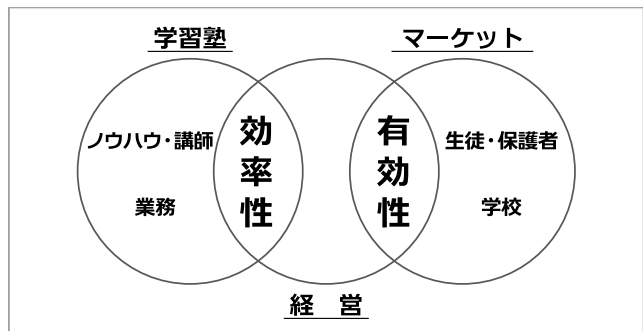 学習塾
マーケット
ノウハウ・講師
業務
効率性
有効性
生徒・保護者
学校
経　営